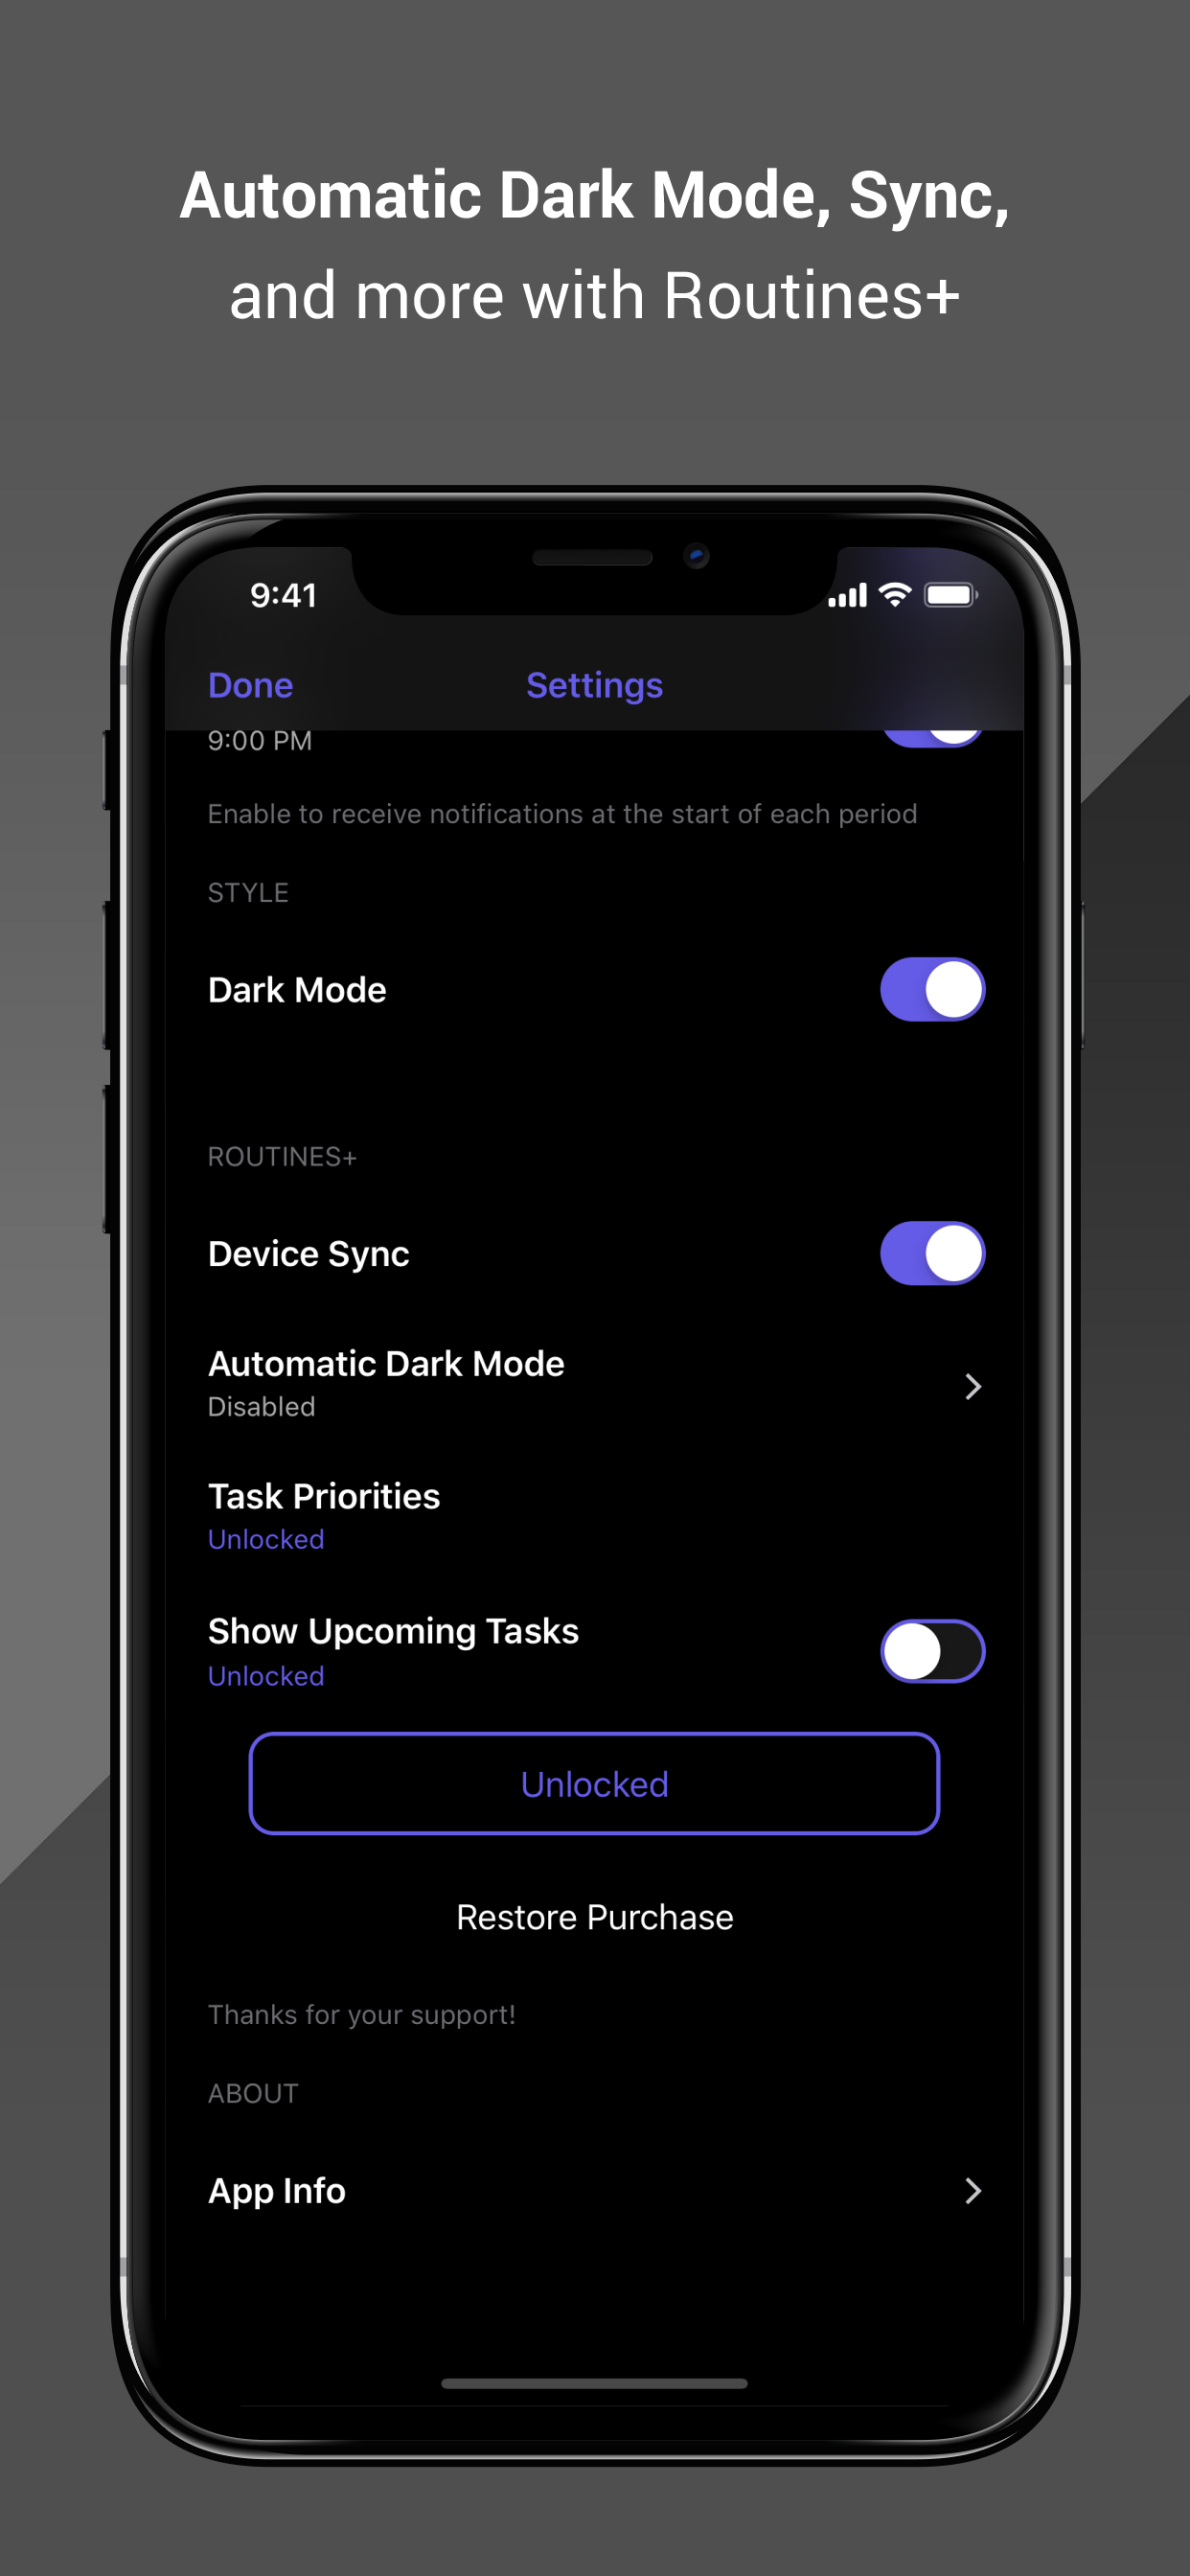 Automatic Dark Mode, Sync,
and more with Routines+
9:41
Done
Settings
9:00 PM
Enable to receive notifications at the start of each period
STYLE
Dark Mode
ROUTINES+
Device Sync
Automatic Dark Mode
Disabled
Task Priorities
Unlocked
Show Upcoming Tasks
Unlocked
Unlocked
Restore Purchase
Thanks for your support!
ABOUT
App Info